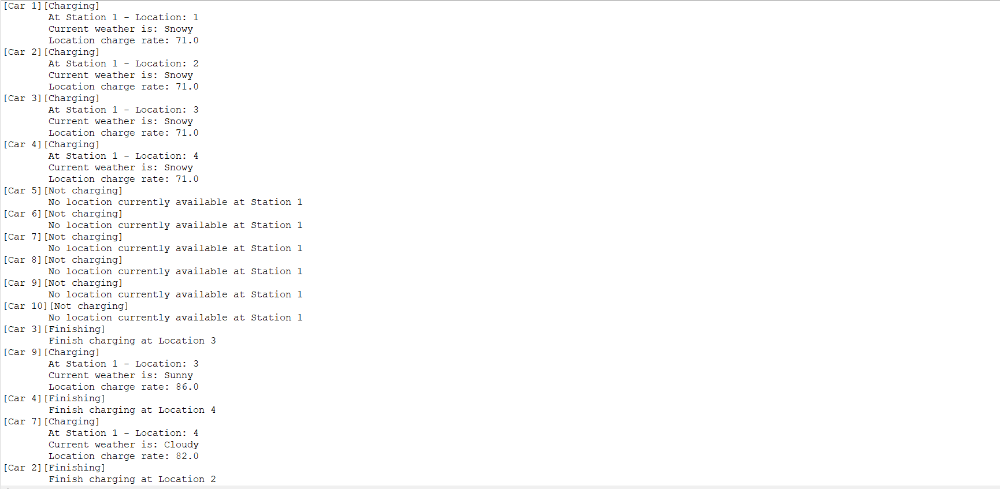 [Car 1][Charging]
At Station 1 - Location: 1
Current weather is: Snowy
Location charge rate: 71.0
[Car 2][Charging]
At Station 1 - Location: 2
Current weather is: Snowy
Location charge rate: 71.0
[Car 3][Charging]
At Station 1 - Location: 3
Current weather is: Snowy
Location charge rate: 71.0
[Car 4][Charging]
At Station 1 - Location: 4
Current weather is: Snowy
Location charge rate: 71.0
[Car 5][Not charging]
No location currently available at Station 1
[Car 6][Not charging]
No location currently available at Station 1
[Car 7][Not charging]
No location currently available at Station 1
[Car 8][Not charging]
No location currently available at Station 1
[Car 9][Not charging]
No location currently available at Station 1
[Car 10][Not charging]
No location currently available at Station 1
[Car 3][Finishing]
Finish charging at Location 3
[Car 9][Charging]
At Station 1 - Location: 3
Current weather is: Sunny
Location charge rate: 86.0
[Car 4][Finishing]
Finish charging at Location 4
[Car 7][Charging]
At Station 1 - Location: 4
Current weather is: Cloudy
Location charge rate: 82.0
[Car 2][Finishing]
Finish charging at Location 2